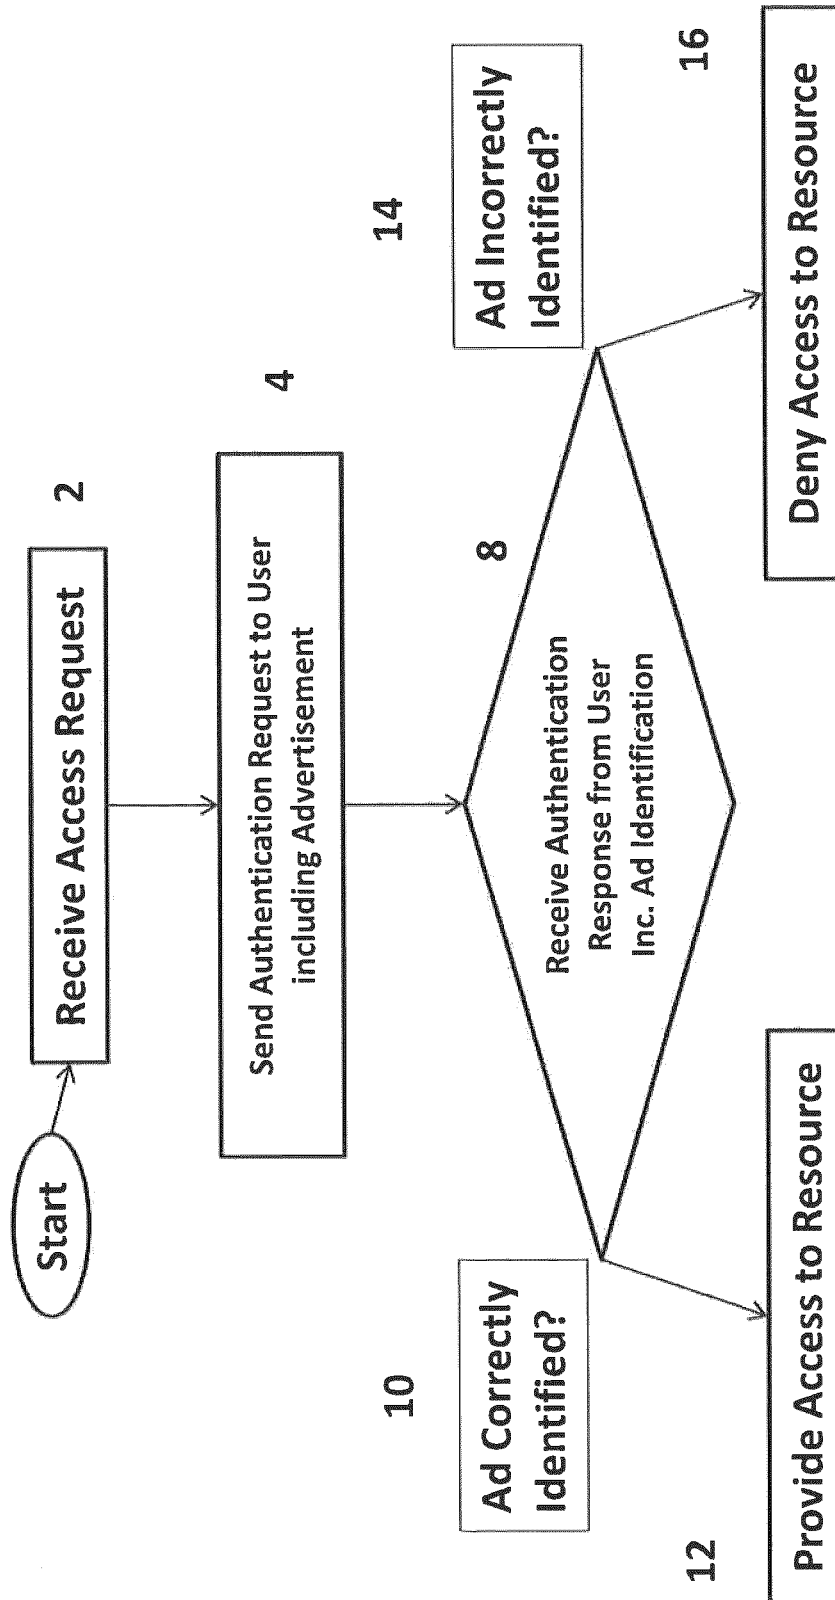 Start
Receive Access Request
2
Send Authentication Request to User
including Advertisement
4
Receive Authentication
Response from User
Inc. Ad Identification
8
10
Ad Correctly
Identified?
12
Provide Access to Resource
14
Ad Incorrectly
Identified?
16
Deny Access to Resource